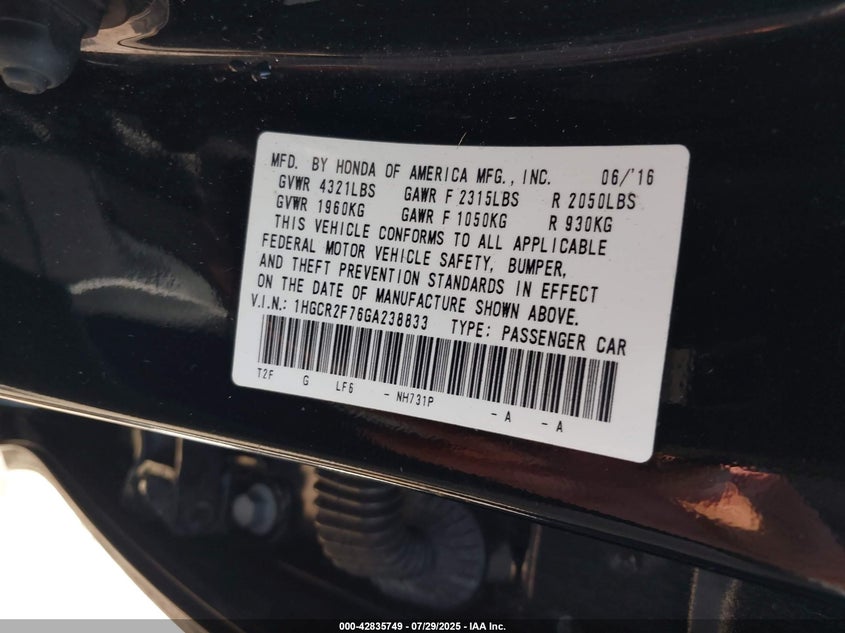 MFD. BY HONDA OF AMERICA MFG., INC. 06/'16
GVWR 4321LBS GAWR F 2315LBS R 2050LBS
GVWR 1960KG GAWR F 1050KG R 930KG
THIS VEHICLE CONFORMS TO ALL APPLICABLE
FEDERAL MOTOR VEHICLE SAFETY, BUMPER,
AND THEFT PREVENTION STANDARDS IN EFFECT
ON THE DATE OF MANUFACTURE SHOWN ABOVE.
V.I.N.: 1HGCR2F76GA238833 TYPE: PASSENGER CAR
T2F G LF6 - NH731P - A - A
000-42835749 - 07/29/2025 - IAA Inc.